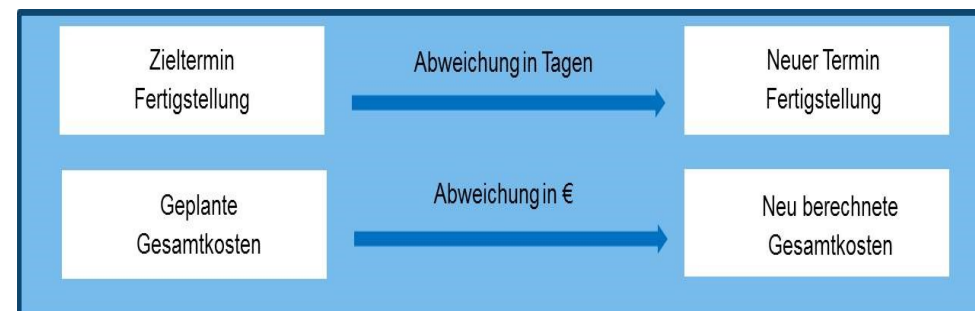 Zieltermin
Fertigstellung
Abweichung in Tagen
Neuer Termin
Fertigstellung
Geplante
Gesamtkosten
Abweichung in €
Neu berechnete
Gesamtkosten